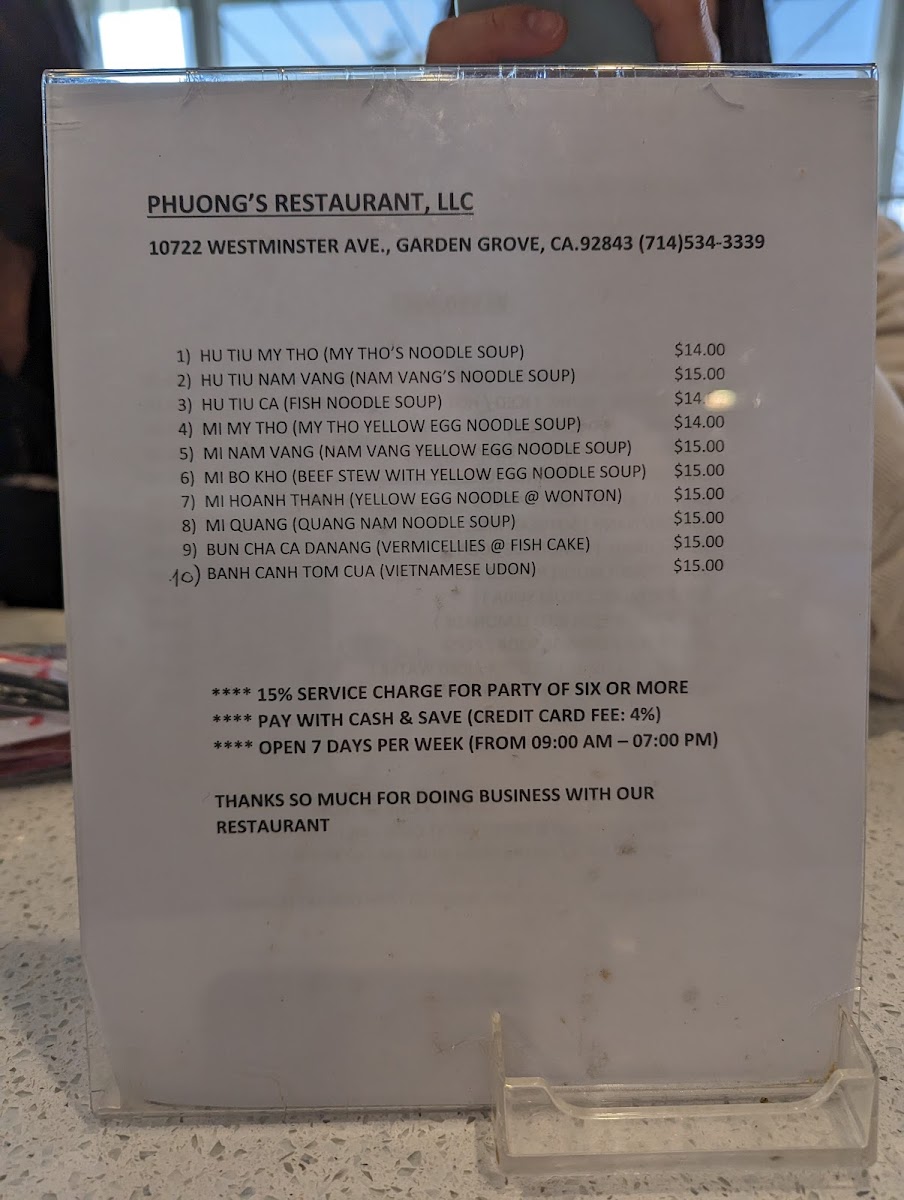 PHUONG'S RESTAURANT, LLC
10722 WESTMINSTER AVE., GARDEN GROVE, CA.92843 (714)534-3339
1) HU TIU MY THO (MY THO'S NOODLE SOUP) $14.00
2) HU TIU NAM VANG (NAM VANG'S NOODLE SOUP) $15.00
3) HU TIU CA (FISH NOODLE SOUP)
4) MI MY THO (MY THO YELLOW EGG NOODLE SOUP) $14.00
5) MI NAM VANG (NAM VANG YELLOW EGG NOODLE SOUP) $15.00
6) MI BO KHO (BEEF STEW WITH YELLOW EGG NOODLE SOUP) $15.00
7) MI HOANH THANH (YELLOW EGG NOODLE @ WONTON) $15.00
8) MI QUANG (QUANG NAM NOODLE SOUP) $15.00
9) BUN CHA CA DANANG (VERMICELLIES @ FISH CAKE) $15.00
10) BANH CANH TOM CUA (VIETNAMESE UDON) $15.00
**** 15% SERVICE CHARGE FOR PARTY OF SIX OR MORE
**** PAY WITH CASH & SAVE (CREDIT CARD FEE: 4%)
**** OPEN 7 DAYS PER WEEK (FROM 09:00 AM – 07:00 PM)
THANKS SO MUCH FOR DOING BUSINESS WITH OUR
RESTAURANT